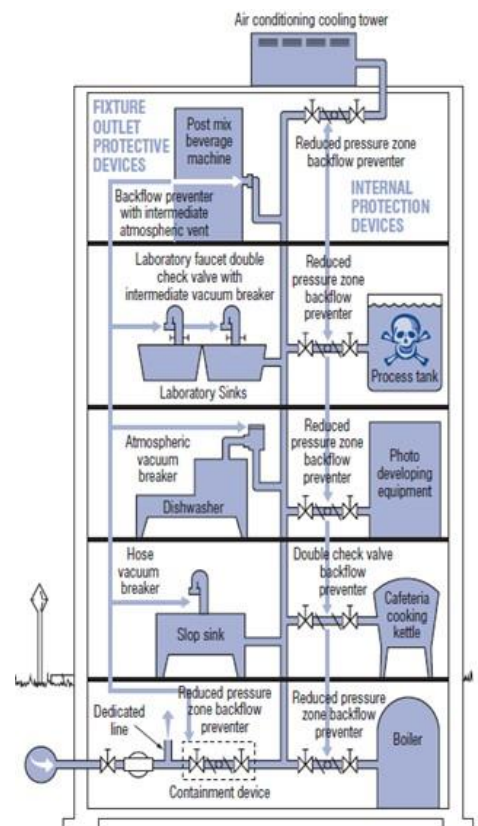 Air conditioning cooling tower
FIXTURE
OUTLET
PROTECTIVE
DEVICES
Post mix
beverage
machine
Reduced pressure zone
backflow preventer
Backflow preventer
with intermediate
atmospheric vent
INTERNAL
PROTECTION
DEVICES
Laboratory faucet double
check valve with
intermediate vacuum breaker
Reduced
pressure zone
backflow
preventer
Process tank
Laboratory Sinks
Atmospheric
vacuum
breaker
Dishwasher
Reduced
pressure zone
backflow
preventer
Photo
developing
equipment
Hose
vacuum
breaker
Slop sink
Double check valve
backflow
preventer
Cafeteria
cooking
kettle
Dedicated
line
Reduced pressure
zone backflow
preventer
Containment device
Reduced pressure
zone backflow
preventer
Boiler